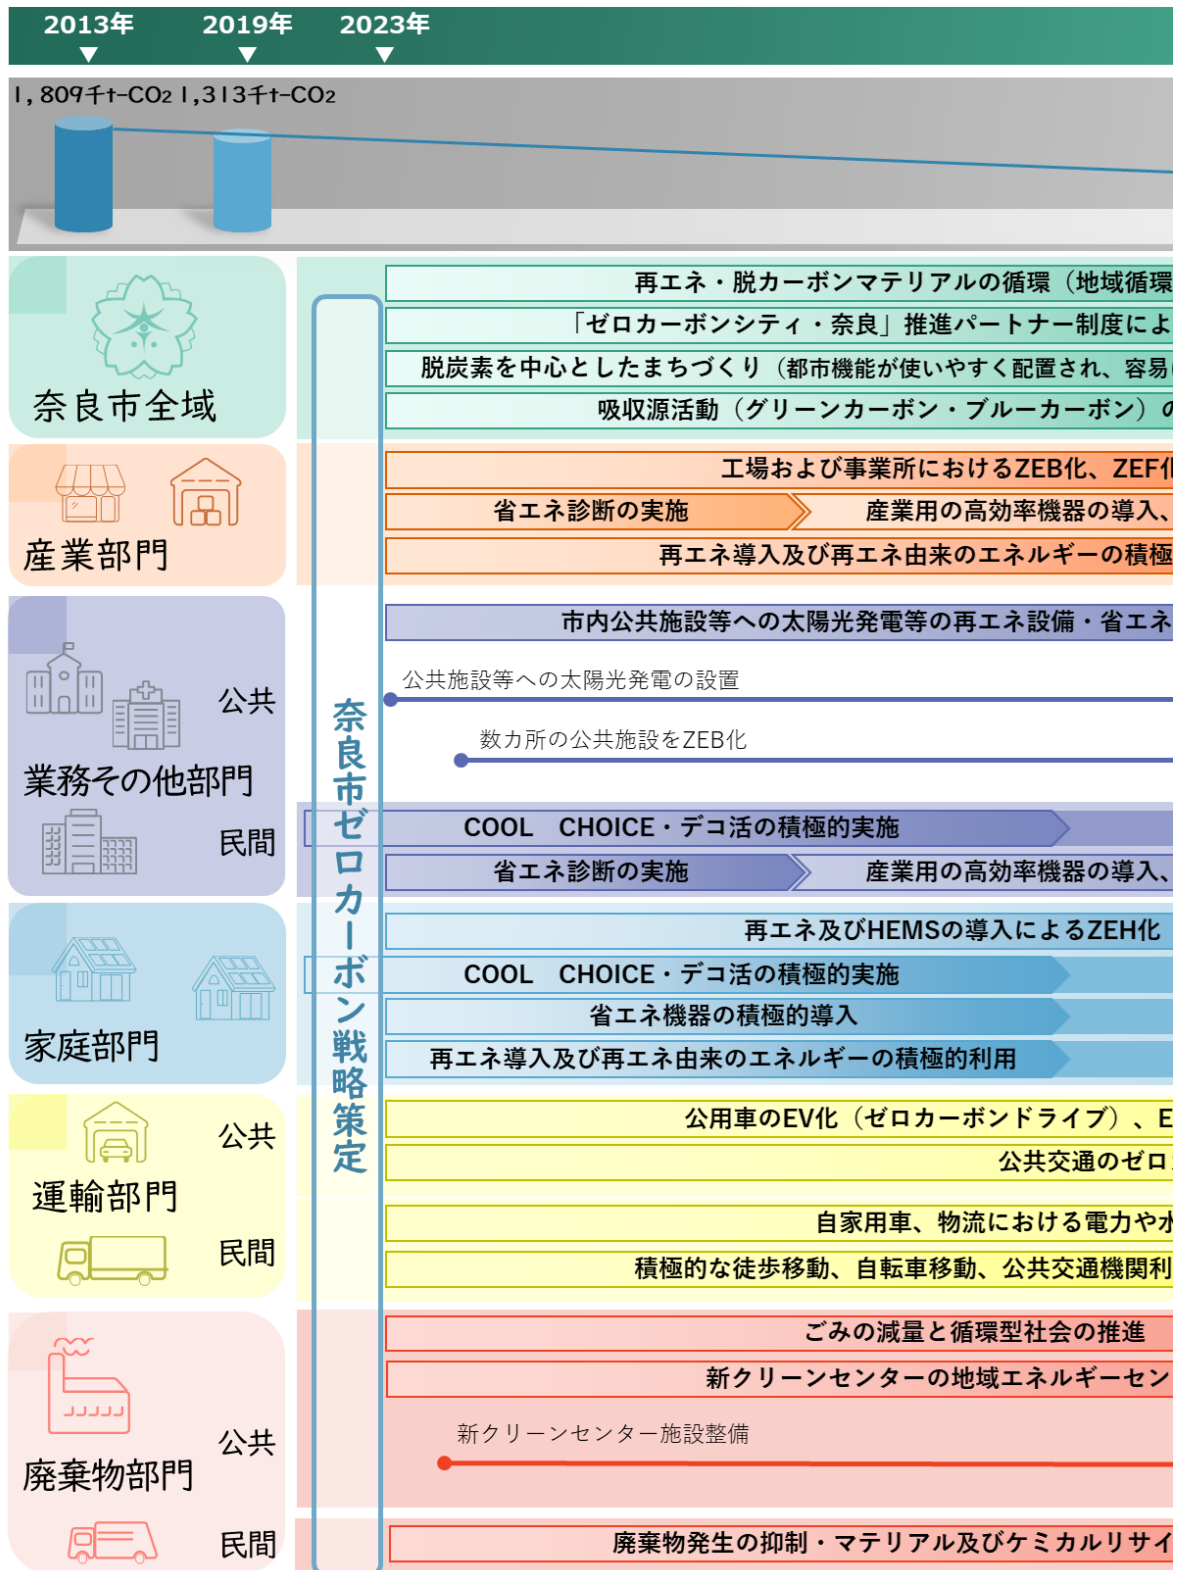 2013年 2019年 2023年
1,809千t-CO2 1,313千t-CO2
奈良市ゼロカーボン戦略策定
奈良市全域
再エネ・脱カーボンマテリアルの循環（地域循環
「ゼロカーボンシティ・奈良」推進パートナー制度によ
脱炭素を中心としたまちづくり（都市機能が使いやすく配置され、容易
吸収源活動（グリーンカーボン・ブルーカーボン）の
産業部門
工場および事業所におけるZEB化、ZEF化
省エネ診断の実施 産業用の高効率機器の導入、
再エネ導入及び再エネ由来のエネルギーの積極
業務その他部門
公共
市内公共施設等への太陽光発電等の再エネ設備・省エネ
公共施設等への太陽光発電の設置
数カ所の公共施設をZEB化
民間
COOL CHOICE・デコ活の積極的実施
省エネ診断の実施 産業用の高効率機器の導入、
家庭部門
再エネ及びHEMSの導入によるZEH化
COOL CHOICE・デコ活の積極的実施
省エネ機器の積極的導入
再エネ導入及び再エネ由来のエネルギーの積極的利用
運輸部門
公共
公用車のEV化（ゼロカーボンドライブ）、E
公共交通のゼロ
民間
自家用車、物流における電力や水
積極的な徒歩移動、自転車移動、公共交通機関利
廃棄物部門
公共
ごみの減量と循環型社会の推進
新クリーンセンターの地域エネルギーセン
新クリーンセンター施設整備
民間
廃棄物発生の抑制・マテリアル及びケミカルリサイ